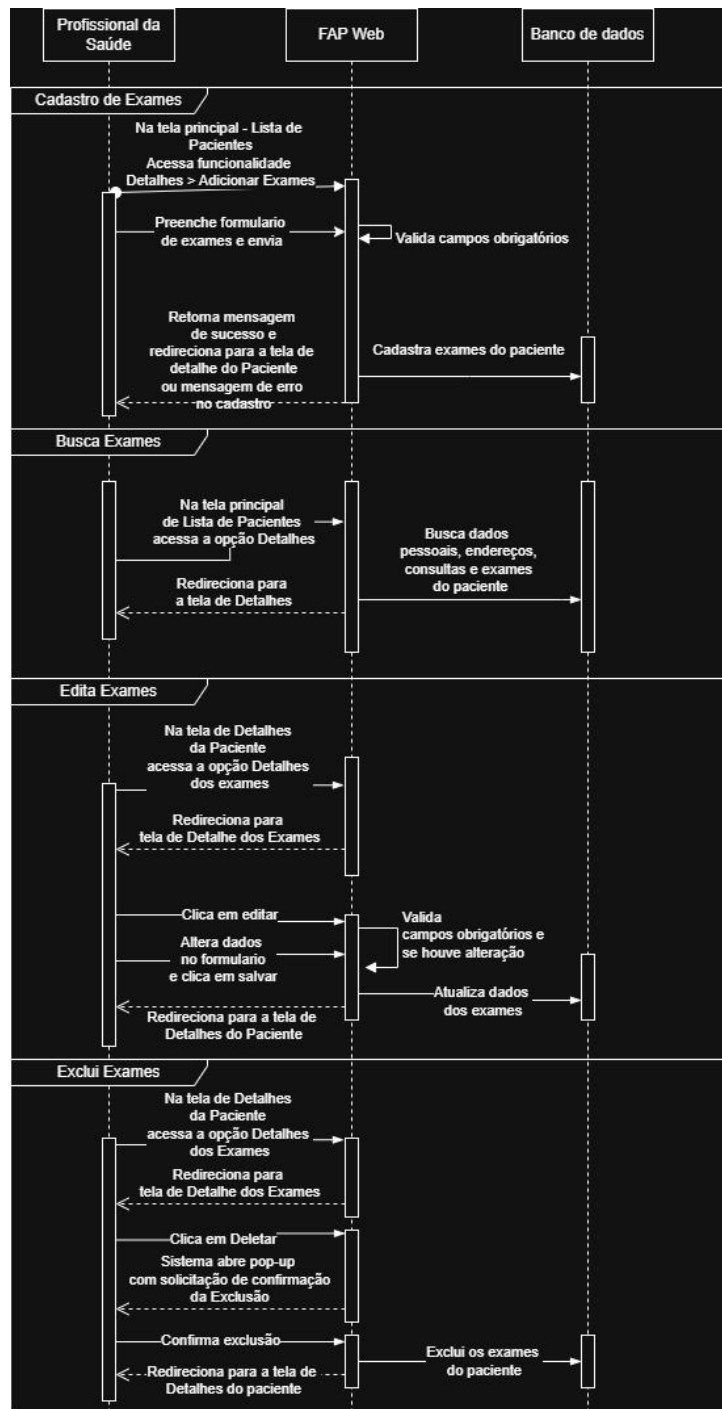 Profissional da
Saúde
FAP Web
Banco de dados
Cadastro de Exames
Na tela principal - Lista de
Pacientes
Acessa funcionalidade
Detalhes > Adicionar Exames
Preenche formulario
de exames e envia
Valida campos obrigatórios
Retorna mensagem
de sucesso e
redireciona para a tela de
detalhe do Paciente
ou mensagem de erro
no cadastro
Cadastra exames do paciente
Busca Exames
Na tela principal
de Lista de Pacientes
acessa a opção Detalhes
Busca dados
pessoais, endereços,
consultas e exames
do paciente
Redireciona para
a tela de Detalhes
Edita Exames
Na tela de Detalhes
da Paciente
acessa a opção Detalhes
dos exames
Redireciona para
tela de Detalhe dos Exames
Clica em editar
Valida
campos obrigatórios e
se houve alteração
Altera dados
no formulario
e clica em salvar
Atualiza dados
dos exames
Redireciona para a tela de
Detalhes do Paciente
Exclui Exames
Na tela de Detalhes
da Paciente
acessa a opção Detalhes
dos Exames
Redireciona para
tela de Detalhe dos Exames
Clica em Deletar
Sistema abre pop-up
com solicitação de confirmação
da Exclusão
Confirma exclusão
Exclui os exames
do paciente
Redireciona para a tela de
Detalhes do paciente